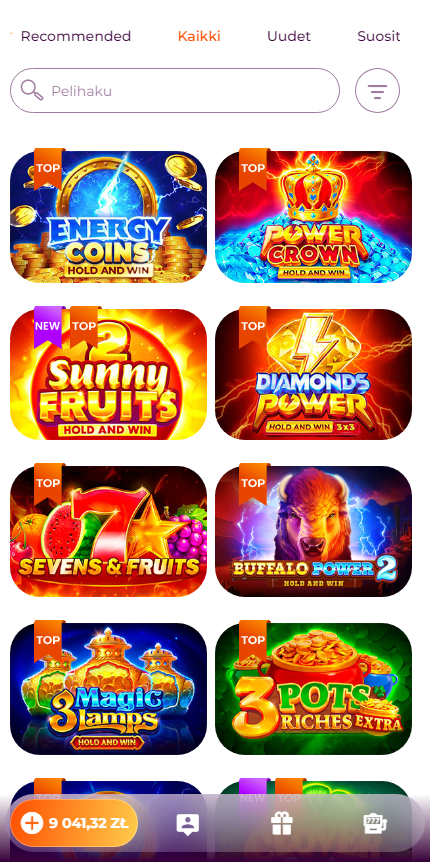 Recommended Kaikki Uudet Suosit
Pelihaku
TOP
ENERGY
COINS
HOLD AND WIN
TOP
POWER
CROWN
HOLD AND WIN
NEW TOP
2
Sunny
FRUITS
HOLD AND WIN
TOP
DIAMONDS
POWER
HOLD AND WIN 3x3
TOP
7
SEVENS & FRUITS
TOP
BUFFALO POWER 2
HOLD AND WIN
TOP
3 Magic
Lamps
HOLD AND WIN
TOP
3 POTS
RICHES EXTRA
TOP
NEW TOP
9 041,32 ZŁ
777